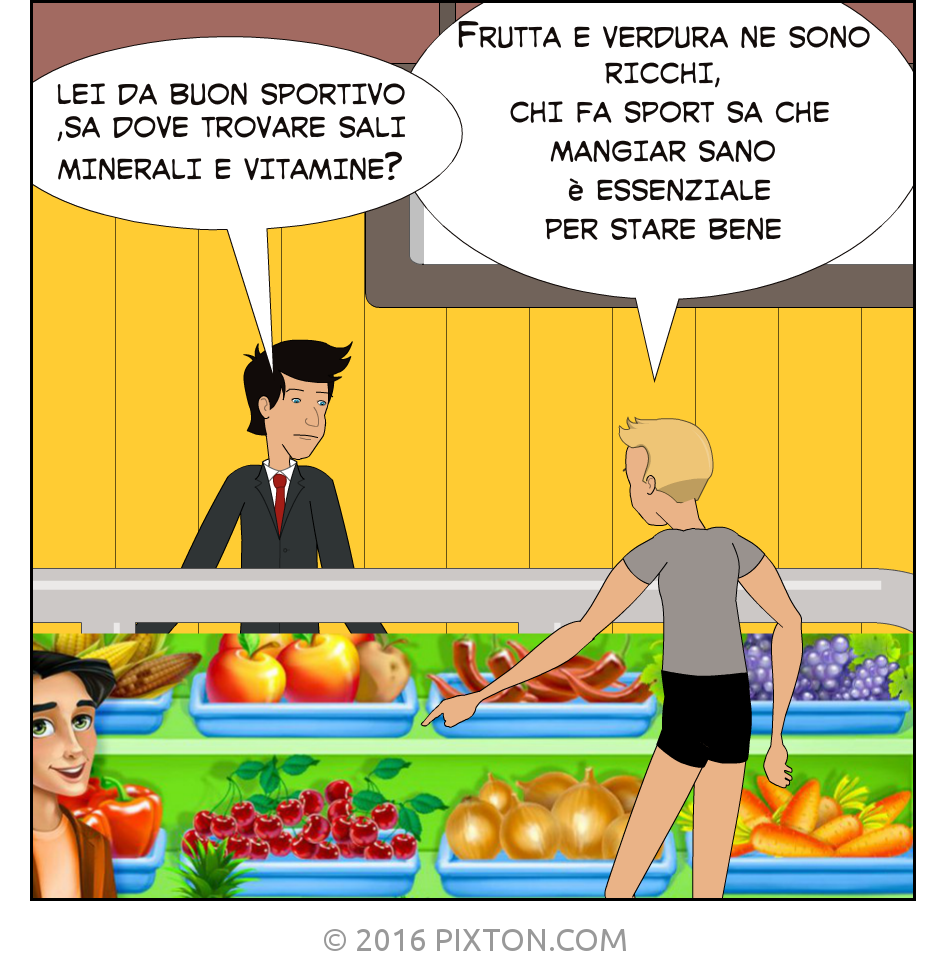 LEI DA BUON SPORTIVO
,SA DOVE TROVARE SALI
MINERALI E VITAMINE?
FRUTTA E VERDURA NE SONO
RICCHI,
CHI FA SPORT SA CHE
MANGIAR SANO
è ESSENZIALE
PER STARE BENE
© 2016 PIXTON.COM